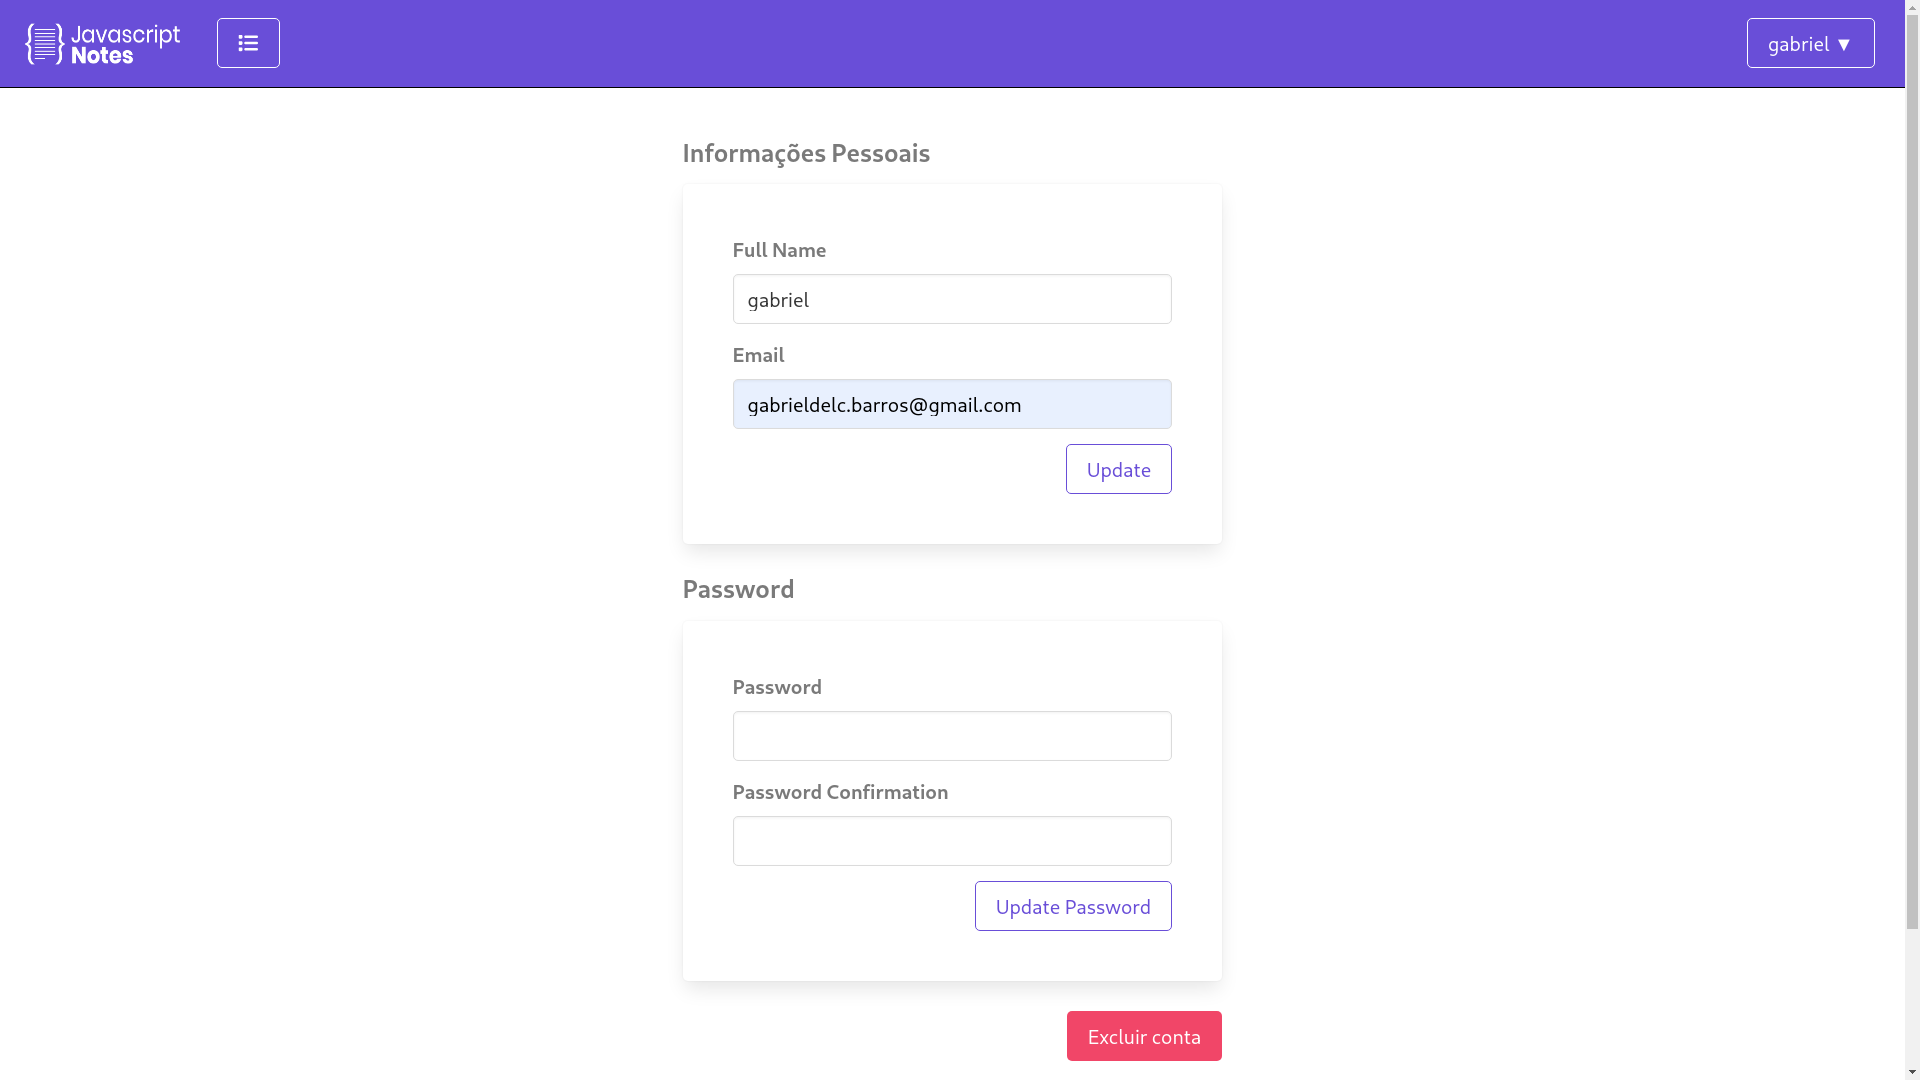 Javascript
Notes
gabriel ▼
Informações Pessoais
Full Name
gabriel
Email
gabrieldelc.barros@gmail.com
Update
Password
Password
Password Confirmation
Update Password
Excluir conta